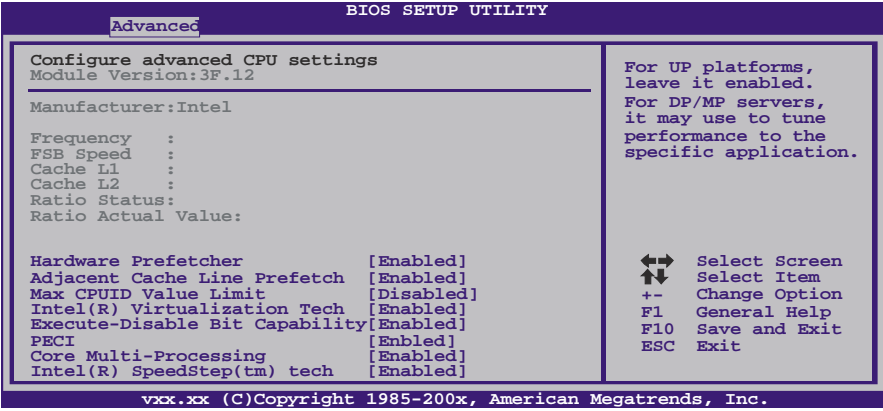 BIOS SETUP UTILITY
Advanced
Configure advanced CPU settings
Module Version:3F.12
Manufacturer:Intel
Frequency :
FSB Speed :
Cache L1 :
Cache L2 :
Ratio Status:
Ratio Actual Value:
Hardware Prefetcher [Enabled]
Adjacent Cache Line Prefetch [Enabled]
Max CPUID Value Limit [Disabled]
Intel(R) Virtualization Tech [Enabled]
Execute-Disable Bit Capability[Enabled]
PECI [Enbled]
Core Multi-Processing [Enabled]
Intel(R) SpeedStep(tm) tech [Enabled]
For UP platforms,
leave it enabled.
For DP/MP servers,
it may use to tune
performance to the
specific application.
Select Screen
Select Item
+- Change Option
F1 General Help
F10 Save and Exit
ESC Exit
vxx.xx (C)Copyright 1985-200x, American Megatrends, Inc.